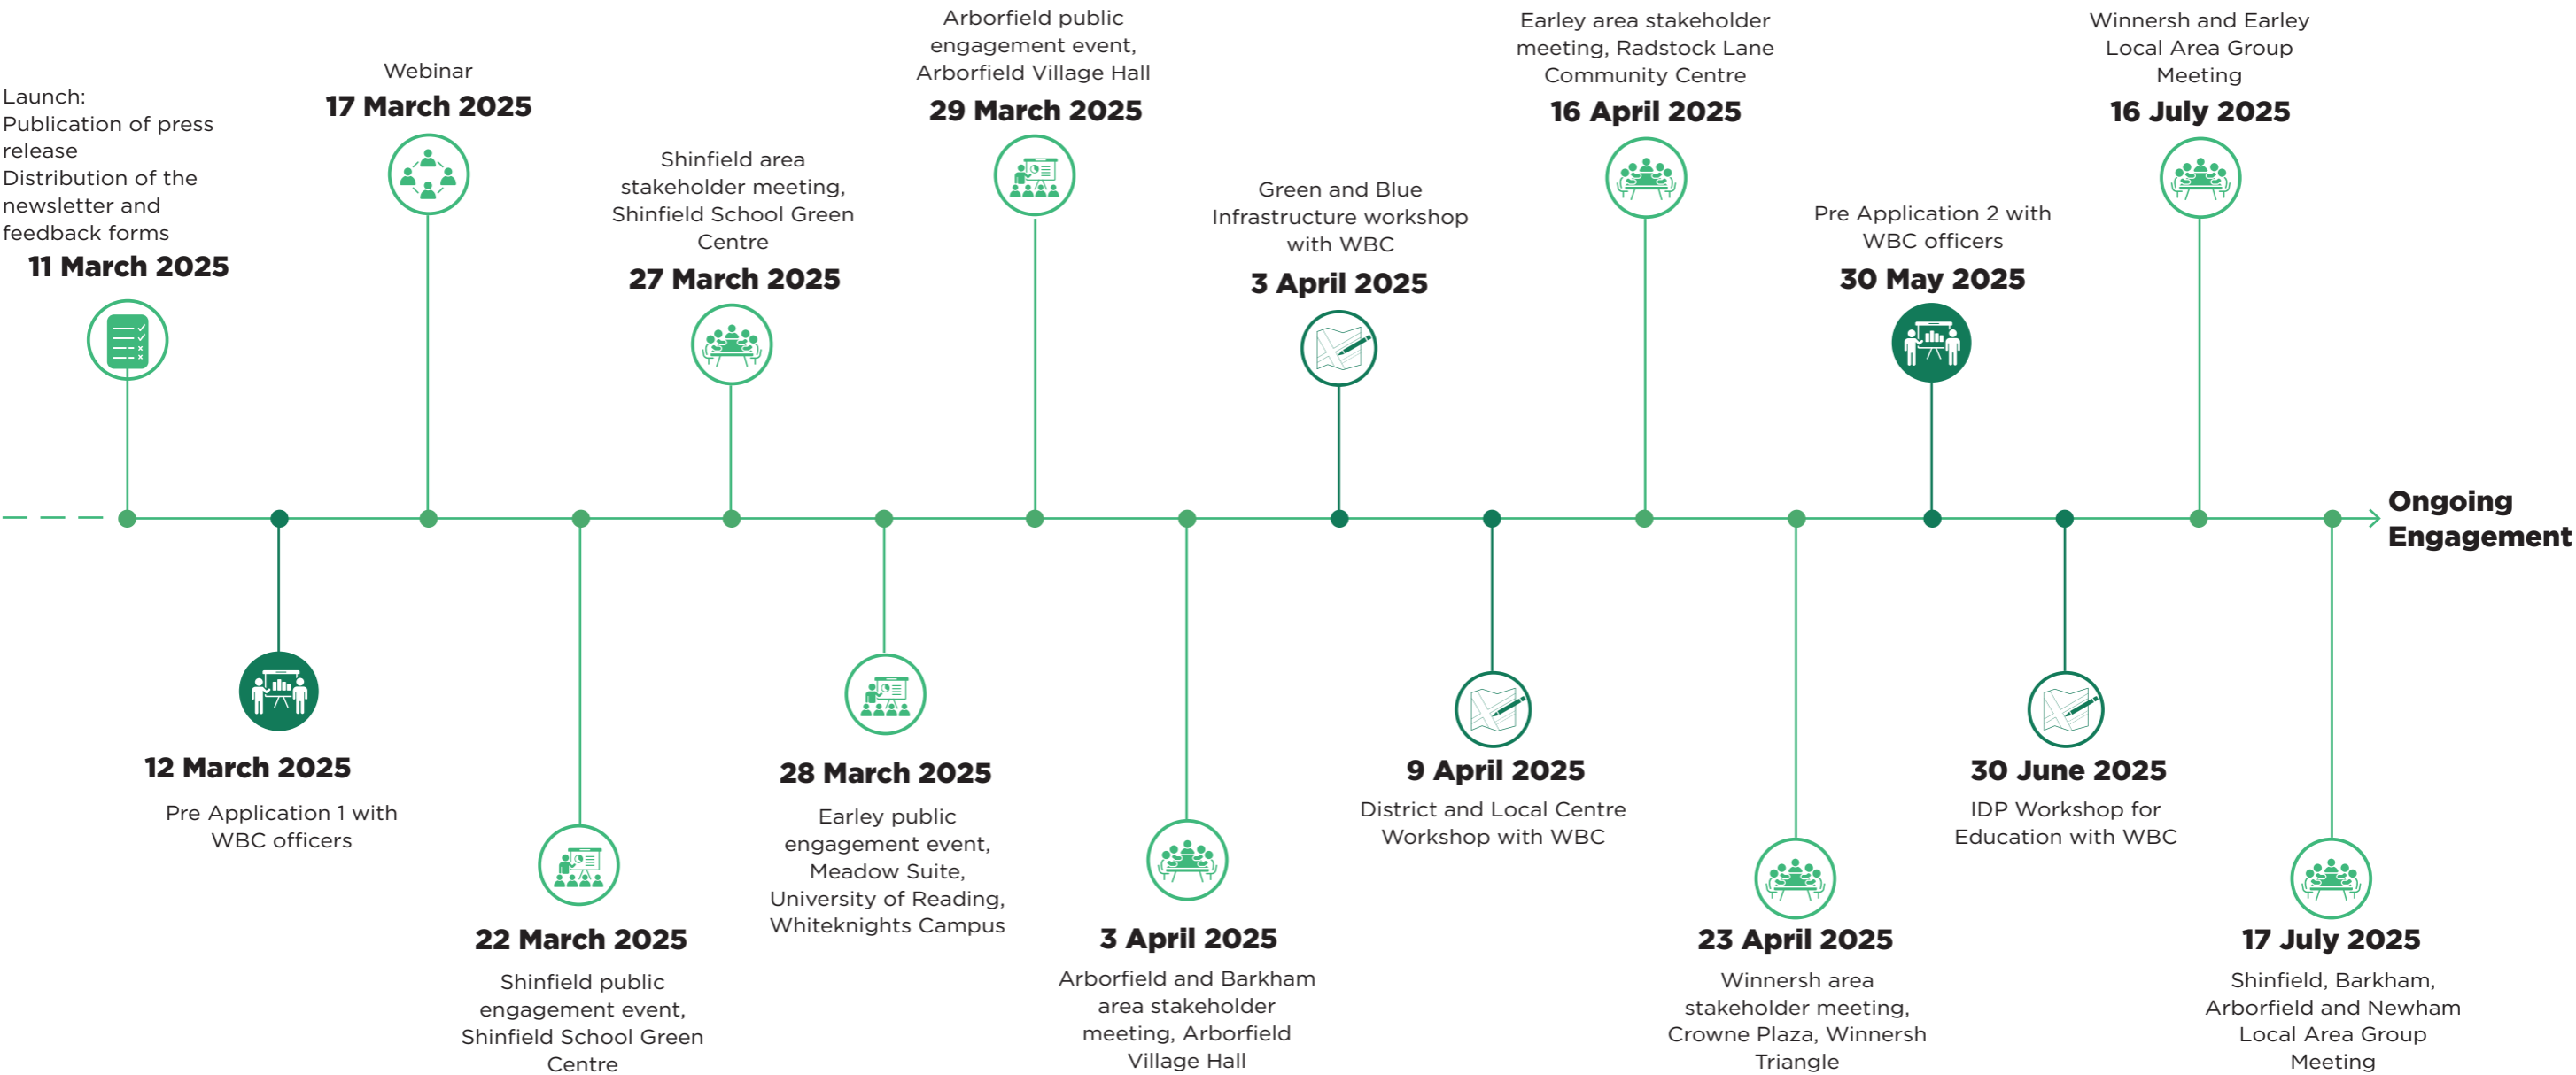 Launch:
Publication of press
release
Distribution of the
newsletter and
feedback forms
11 March 2025
12 March 2025
Pre Application 1 with
WBC officers
Webinar
17 March 2025
22 March 2025
Shinfield public
engagement event,
Shinfield School Green
Centre
Shinfield area
stakeholder meeting,
Shinfield School Green
Centre
27 March 2025
28 March 2025
Earley public
engagement event,
Meadow Suite,
University of Reading,
Whiteknights Campus
Arborfield public
engagement event,
Arborfield Village Hall
29 March 2025
3 April 2025
Arborfield and Barkham
area stakeholder
meeting, Arborfield
Village Hall
Green and Blue
Infrastructure workshop
with WBC
3 April 2025
9 April 2025
District and Local Centre
Workshop with WBC
Earley area stakeholder
meeting, Radstock Lane
Community Centre
16 April 2025
23 April 2025
Winnersh area
stakeholder meeting,
Crowne Plaza, Winnersh
Triangle
Pre Application 2 with
WBC officers
30 May 2025
30 June 2025
IDP Workshop for
Education with WBC
Winnersh and Earley
Local Area Group
Meeting
16 July 2025
17 July 2025
Shinfield, Barkham,
Arborfield and Newham
Local Area Group
Meeting
Ongoing
Engagement